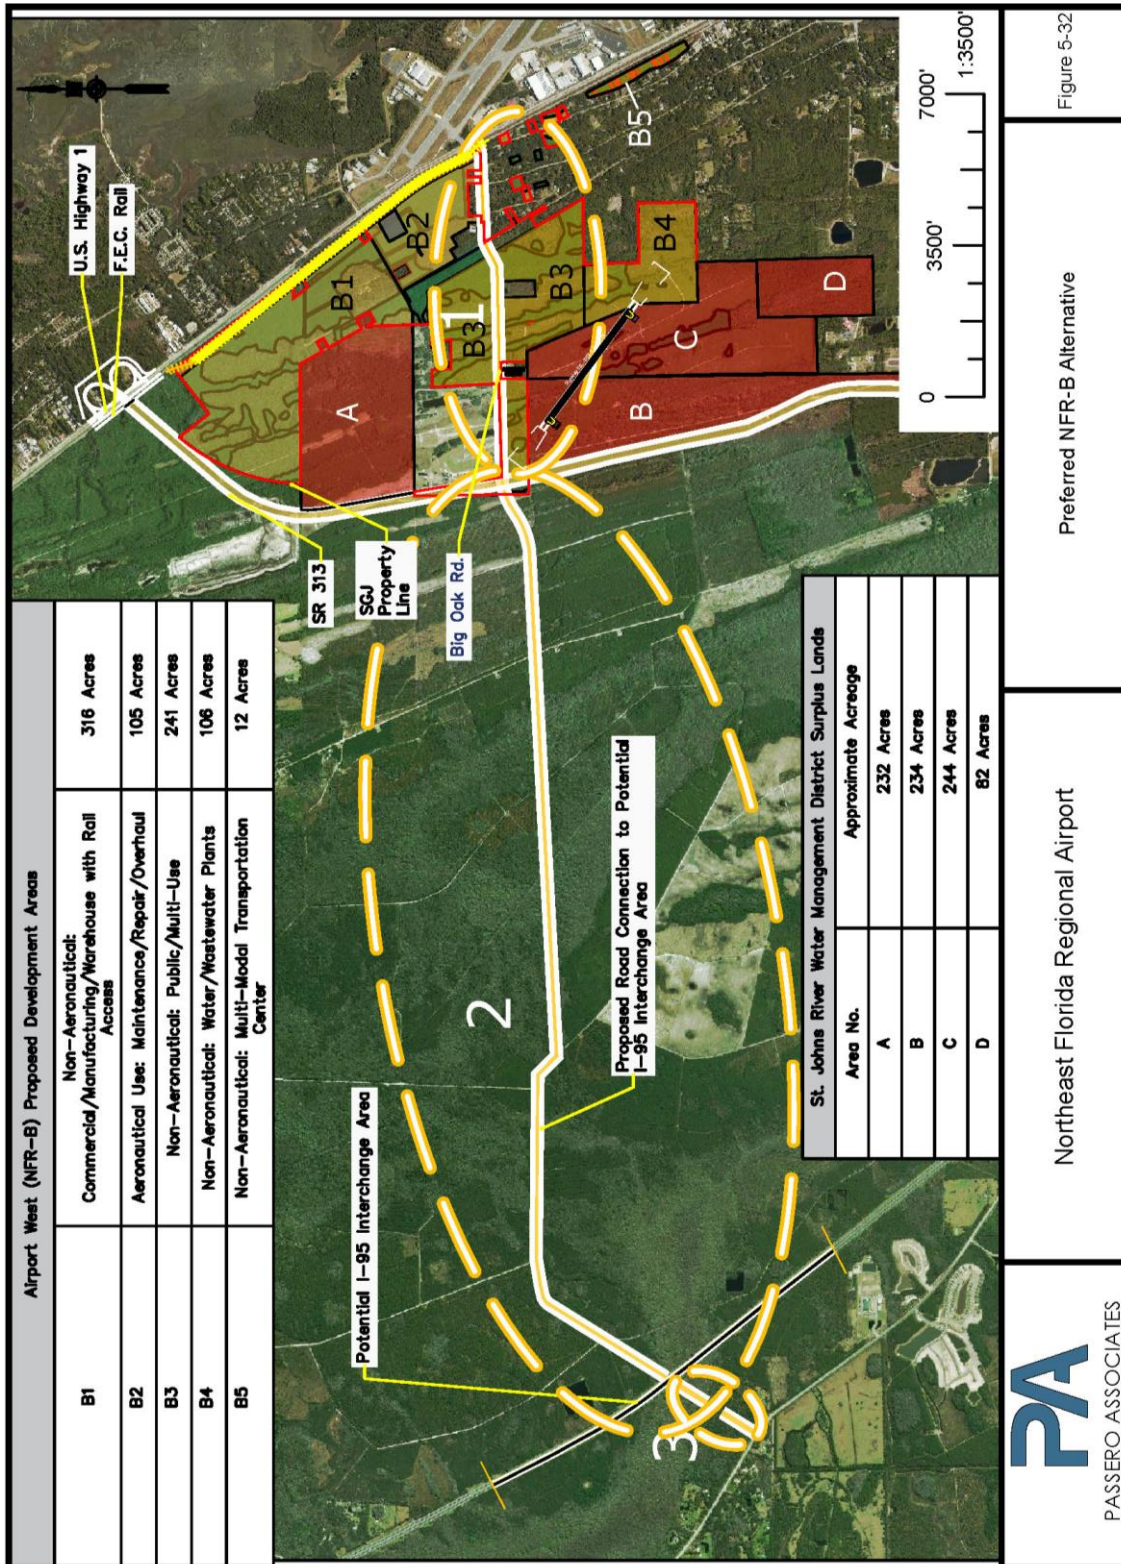 Airport West (NFR-B) Proposed Development Areas
B1
Non-Aeronautical:
Commercial/Manufacturing/Warehouse with Rail
Access
316 Acres
B2
Aeronautical Use: Maintenance/Repair/Overhaul
105 Acres
B3
Non-Aeronautical: Public/Multi-Use
241 Acres
B4
Non-Aeronautical: Water/Wastewater Plants
106 Acres
B5
Non-Aeronautical: Multi-Modal Transportation
Center
12 Acres
U.S. Highway 1
F.E.C. Rail
SR 313
SGJ
Property
Line
Big Oak Rd.
Potential I-95 Interchange Area
Proposed Road Connection to Potential
I-95 Interchange Area
1
2
3
A
B1
B2
B3
B3
B4
B5
B
C
D
St. Johns River Water Management District Surplus Lands
Area No.
Approximate Acreage
A
232 Acres
B
234 Acres
C
244 Acres
D
82 Acres
0
3500'
7000'
1:3500'
PA
PASSERO ASSOCIATES
Northeast Florida Regional Airport
Preferred NFR-B Alternative
Figure 5-32